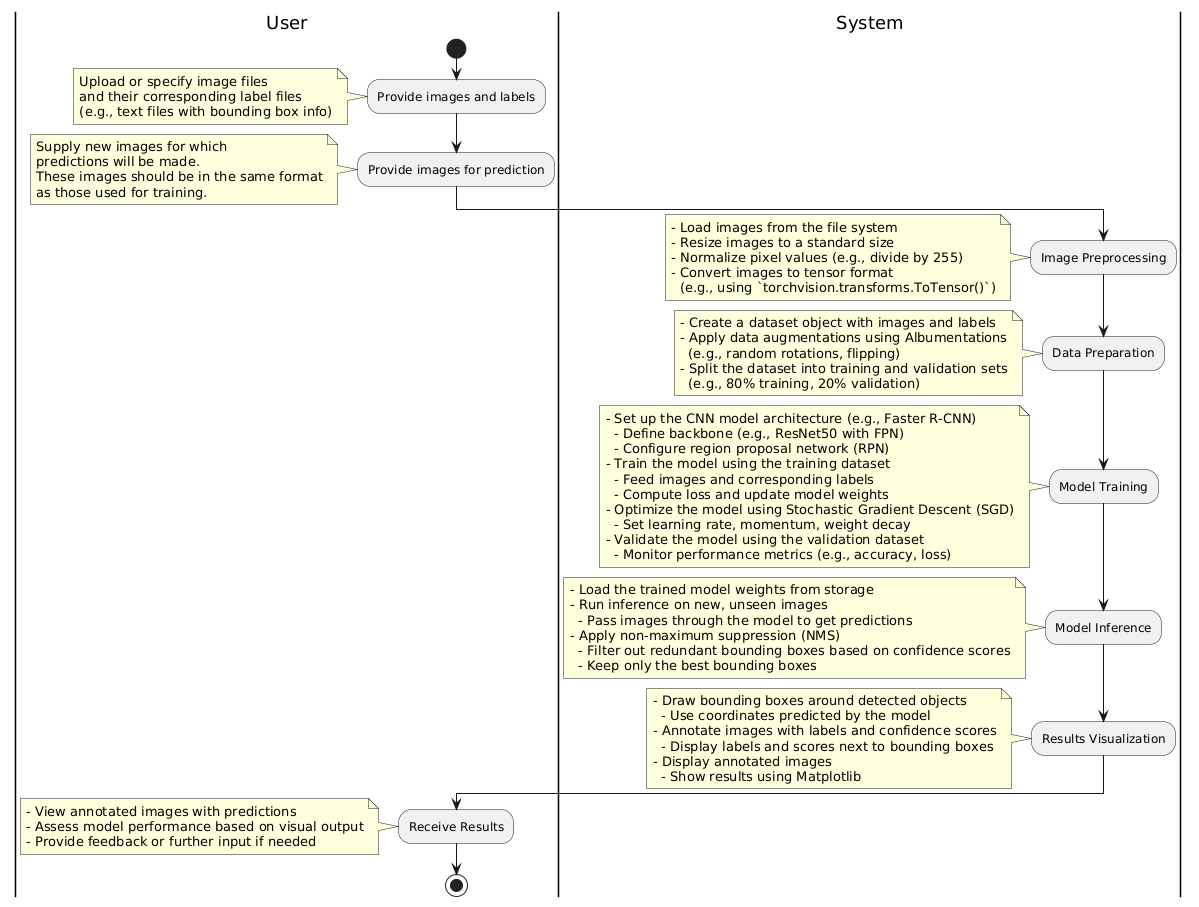 User
System
Upload or specify image files
and their corresponding label files
(e.g., text files with bounding box info)
Provide images and labels
Supply new images for which
predictions will be made.
These images should be in the same format
as those used for training.
Provide images for prediction
- Load images from the file system
- Resize images to a standard size
- Normalize pixel values (e.g., divide by 255)
- Convert images to tensor format
(e.g., using `torchvision.transforms.ToTensor()`)
Image Preprocessing
- Create a dataset object with images and labels
- Apply data augmentations using Albumentations
(e.g., random rotations, flipping)
- Split the dataset into training and validation sets
(e.g., 80% training, 20% validation)
Data Preparation
- Set up the CNN model architecture (e.g., Faster R-CNN)
- Define backbone (e.g., ResNet50 with FPN)
- Configure region proposal network (RPN)
- Train the model using the training dataset
- Feed images and corresponding labels
- Compute loss and update model weights
- Optimize the model using Stochastic Gradient Descent (SGD)
- Set learning rate, momentum, weight decay
- Validate the model using the validation dataset
- Monitor performance metrics (e.g., accuracy, loss)
Model Training
- Load the trained model weights from storage
- Run inference on new, unseen images
- Pass images through the model to get predictions
- Apply non-maximum suppression (NMS)
- Filter out redundant bounding boxes based on confidence scores
- Keep only the best bounding boxes
Model Inference
- Draw bounding boxes around detected objects
- Use coordinates predicted by the model
- Annotate images with labels and confidence scores
- Display labels and scores next to bounding boxes
- Display annotated images
- Show results using Matplotlib
Results Visualization
- View annotated images with predictions
- Assess model performance based on visual output
- Provide feedback or further input if needed
Receive Results